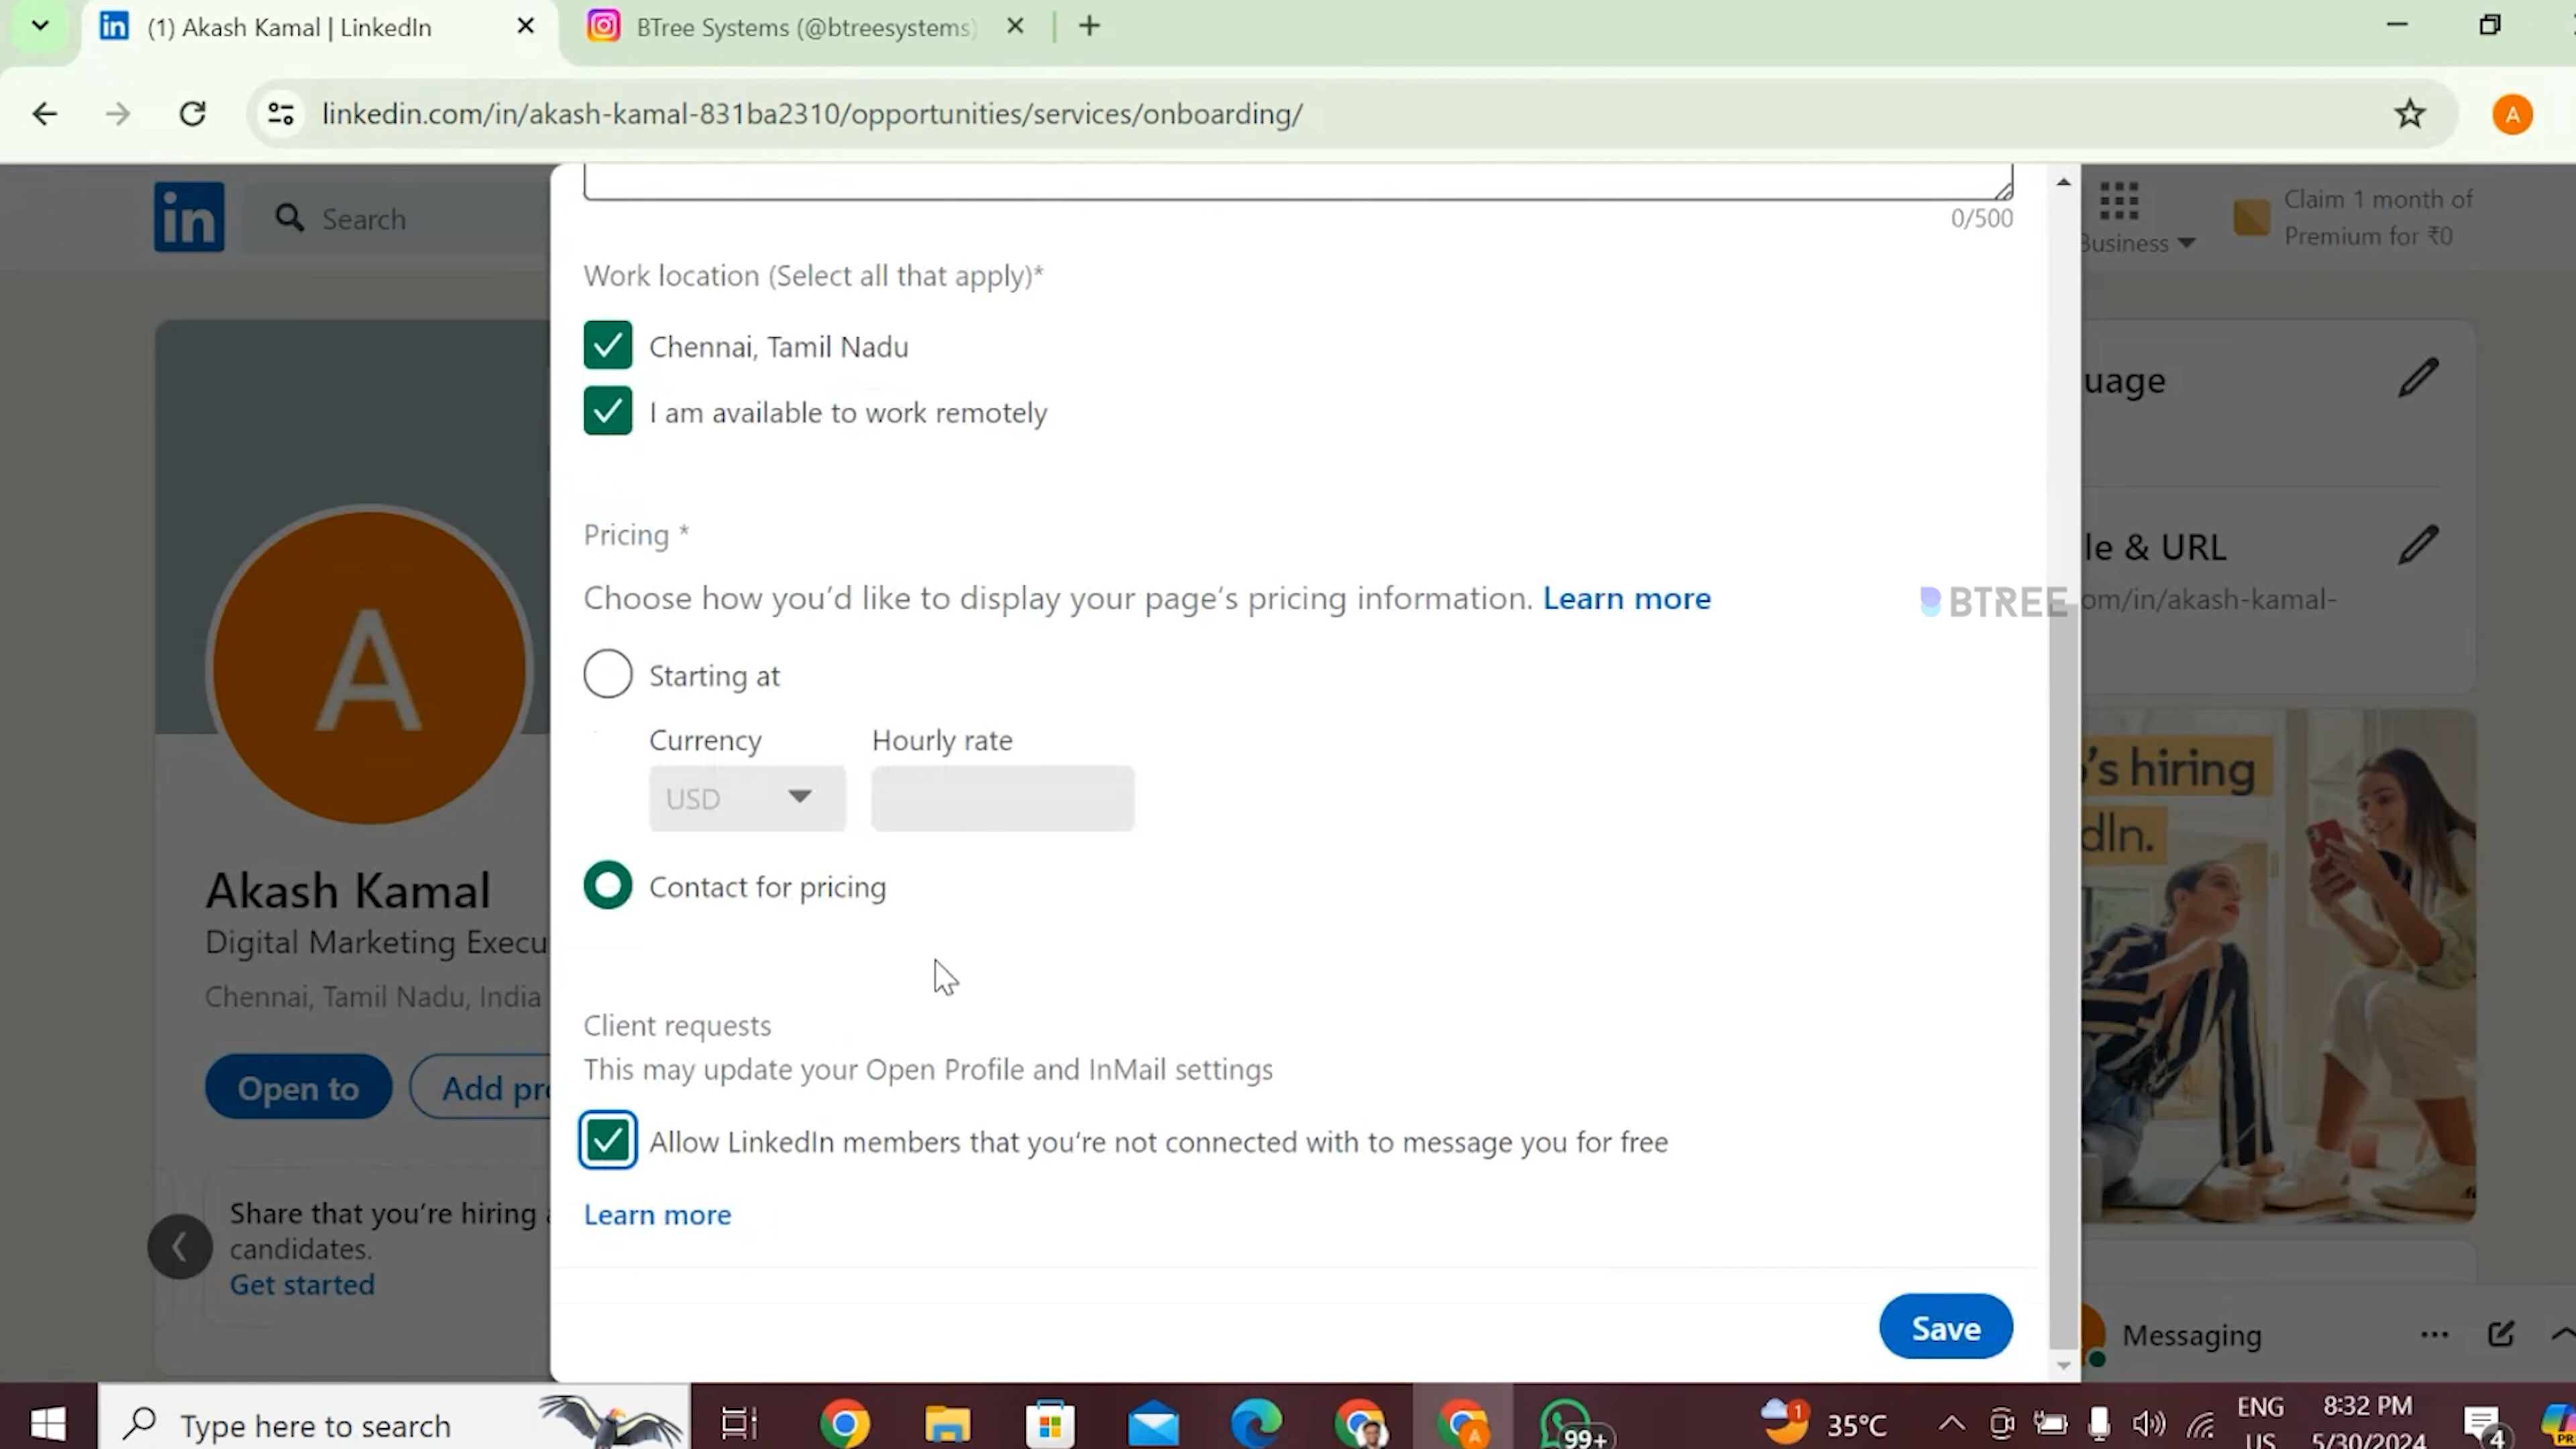 (1) Akash Kamal | LinkedIn
BTree Systems (@btreesystems)
linkedin.com/in/akash-kamal-831ba2310/opportunities/services/onboarding/
A
in
Search
Business
Claim 1 month of
Premium for ₹0
0/500
Work location (Select all that apply)*
Chennai, Tamil Nadu
I am available to work remotely
Pricing *
Choose how you’d like to display your page’s pricing information. Learn more
Starting at
Currency
Hourly rate
USD
Contact for pricing
Client requests
This may update your Open Profile and InMail settings
Allow LinkedIn members that you’re not connected with to message you for free
Learn more
Save
BTREE
A
Akash Kamal
Digital Marketing Execu
Chennai, Tamil Nadu, India
Open to
Add pro
Share that you’re hiring a
candidates.
Get started
uage
le & URL
om/in/akash-kamal-
’s hiring
dIn.
Messaging
Type here to search
A
99+
1
35°C
ENG
US
8:32 PM
5/30/2024
4
PR